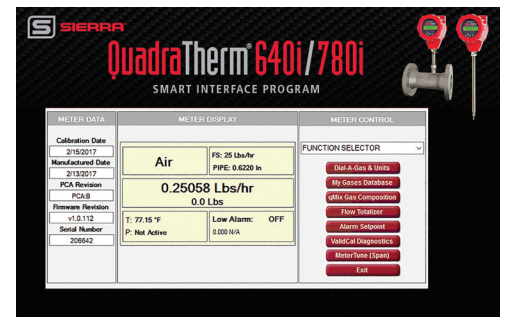 S SIERRA®
QuadraTherm® 640i/780i
SMART INTERFACE PROGRAM
METER DATA
Calibration Date
2/15/2017
Manufactured Date
2/13/2017
PCA Revision
PCA:B
Firmware Revision
v1.0.112
Serial Number
206642
METER DISPLAY
Air
FS: 25 Lbs/hr
PIPE: 0.6220 In
0.25058 Lbs/hr
0.0 Lbs
T: 77.15 °F
P: Not Active
Low Alarm: OFF
0.000 N/A
METER CONTROL
FUNCTION SELECTOR
Dial-A-Gas & Units
My Gases Database
qMix Gas Composition
Flow Totalizer
Alarm Setpoint
ValidCal Diagnostics
MeterTune (Span)
Exit